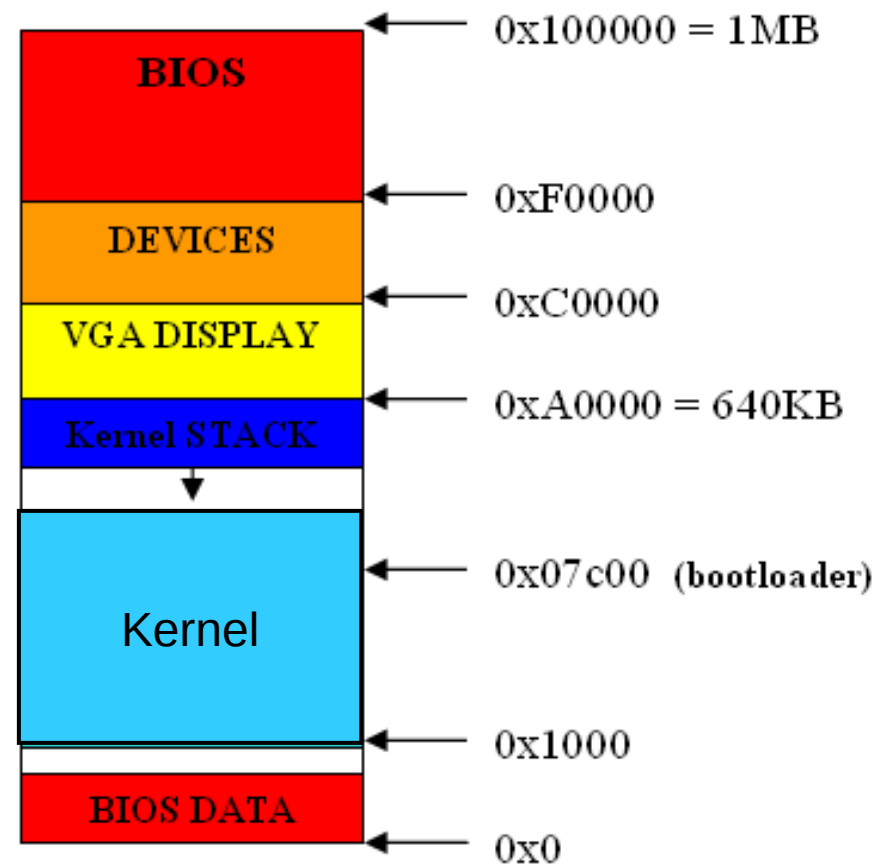 0x100000 = 1MB
BIOS
0xF0000
DEVICES
0xC0000
VGA DISPLAY
0xA0000 = 640KB
Kernel STACK
0x07c00 (bootloader)
Kernel
0x1000
BIOS DATA
0x0